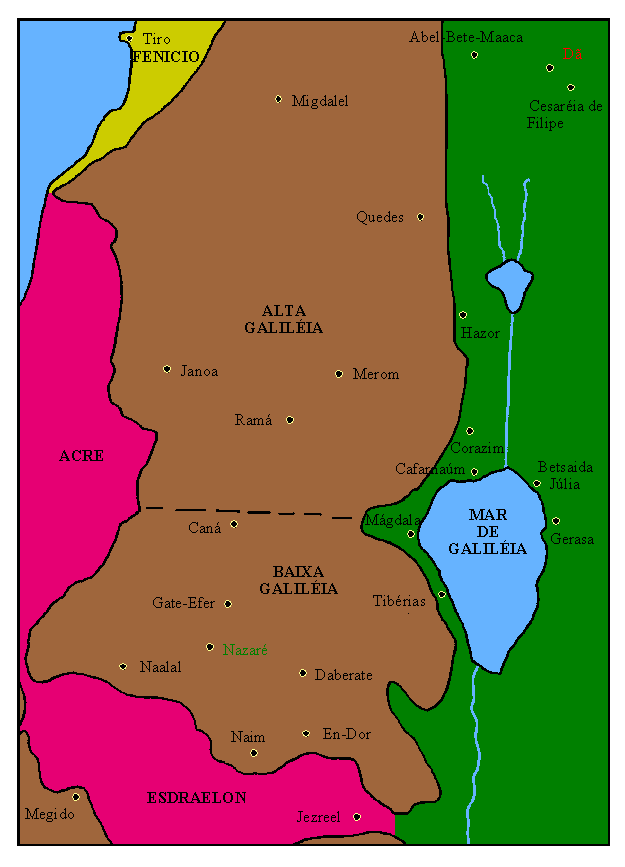 Abel-Bete-Maaca
Tiro
FENICIO
Dã
Migdalel
Cesaréia de
Filipe
Quedes
ALTA
GALILÉIA
Hazor
Janoa
Merom
Ramá
ACRE
Corazim
Cafarnaúm
Betsaida
Júlia
Mágdala
MAR
DE
GALILÉIA
Caná
Gerasa
BAIXA
GALILÉIA
Gate-Efer
Tibérias
Nazaré
Naalal
Daberate
Naim
En-Dor
ESDRAELON
Megido
Jezreel